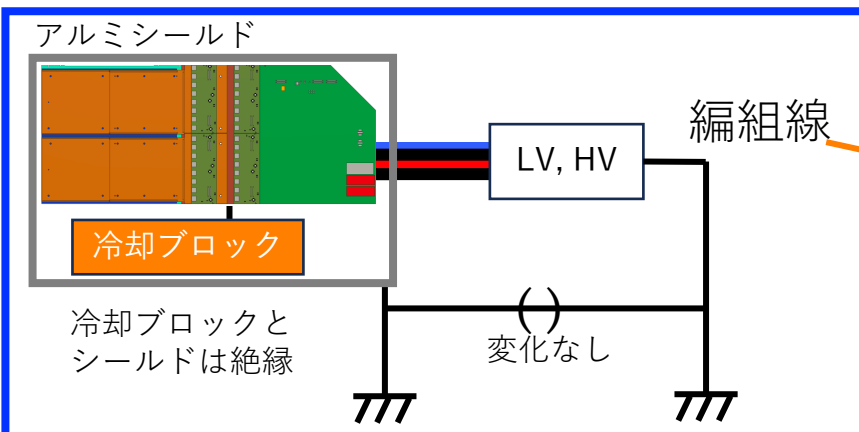 アルミシールド
編組線
LV, HV
冷却ブロック
( )
冷却ブロックと
シールドは絶縁
変化なし